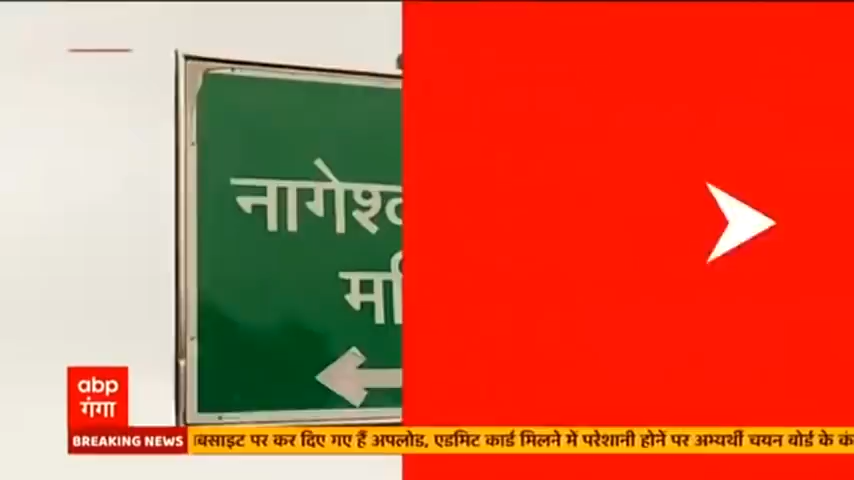 नागेश्व
मि
abp
गंगा
BREAKING NEWS
बसाइट पर कर दिए गए हैं अपलोड, एडमिट कार्ड मिलने में परेशानी होनें पर अभ्यर्थी चयन बोर्ड के कं